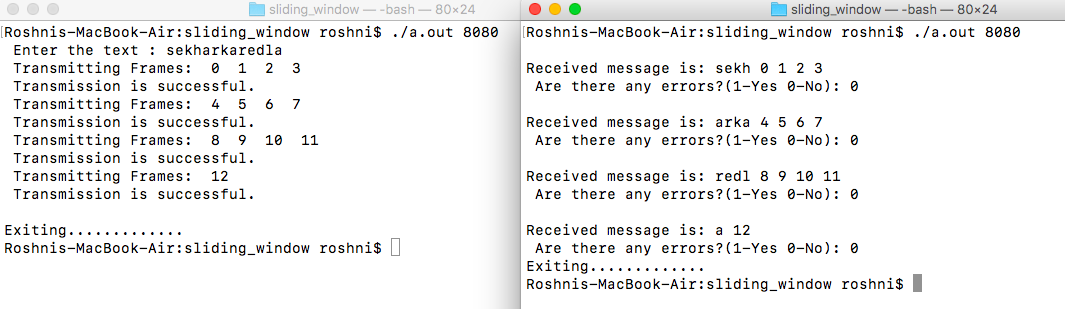 sliding_window — -bash — 80×24
Roshnis-MacBook-Air:sliding_window roshni$ ./a.out 8080
Enter the text : sekharkaredla
Transmitting Frames:  0  1  2  3
Transmission is successful.
Transmitting Frames:  4  5  6  7
Transmission is successful.
Transmitting Frames:  8  9  10  11
Transmission is successful.
Transmitting Frames:  12
Transmission is successful.
Exiting.............
Roshnis-MacBook-Air:sliding_window roshni$
sliding_window — -bash — 80×24
Roshnis-MacBook-Air:sliding_window roshni$ ./a.out 8080
Received message is: sekh 0 1 2 3
Are there any errors?(1-Yes 0-No): 0
Received message is: arka 4 5 6 7
Are there any errors?(1-Yes 0-No): 0
Received message is: redl 8 9 10 11
Are there any errors?(1-Yes 0-No): 0
Received message is: a 12
Are there any errors?(1-Yes 0-No): 0
Exiting.............
Roshnis-MacBook-Air:sliding_window roshni$